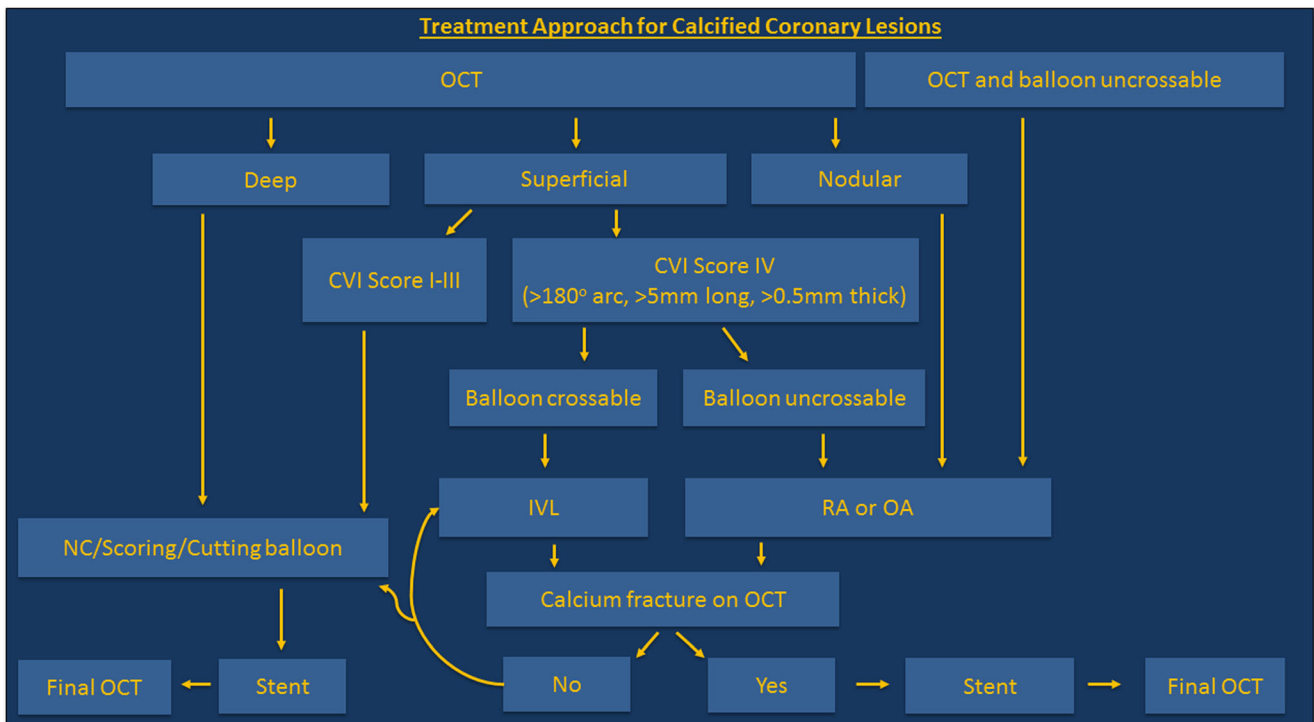 Treatment Approach for Calcified Coronary Lesions
OCT
OCT and balloon uncrossable
Deep
Superficial
Nodular
CVI Score I-III
CVI Score IV
(>180° arc, >5mm long, >0.5mm thick)
Balloon crossable
Balloon uncrossable
IVL
RA or OA
NC/Scoring/Cutting balloon
Calcium fracture on OCT
Final OCT
Stent
No
Yes
Stent
Final OCT